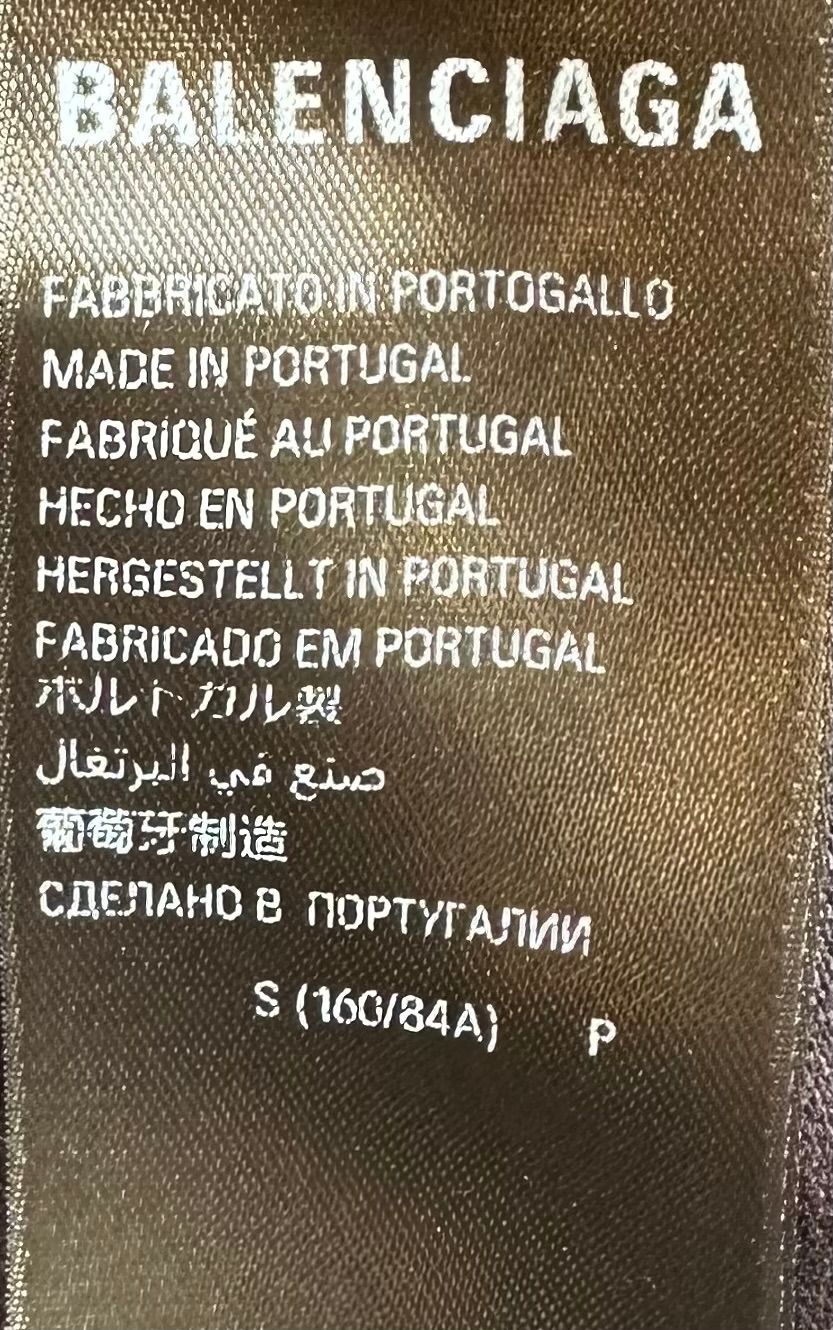 BALENCIAGA
FABBRICATO IN PORTOGALLO
MADE IN PORTUGAL
FABRIQUÉ AU PORTUGAL
HECHO EN PORTUGAL
HERGESTELLT IN PORTUGAL
FABRICADO EM PORTUGAL
ポルトガル製
صنع في البرتغال
葡萄牙制造
СДЕЛАНО В ПОРТУГАЛИИ
S (160/84A) P